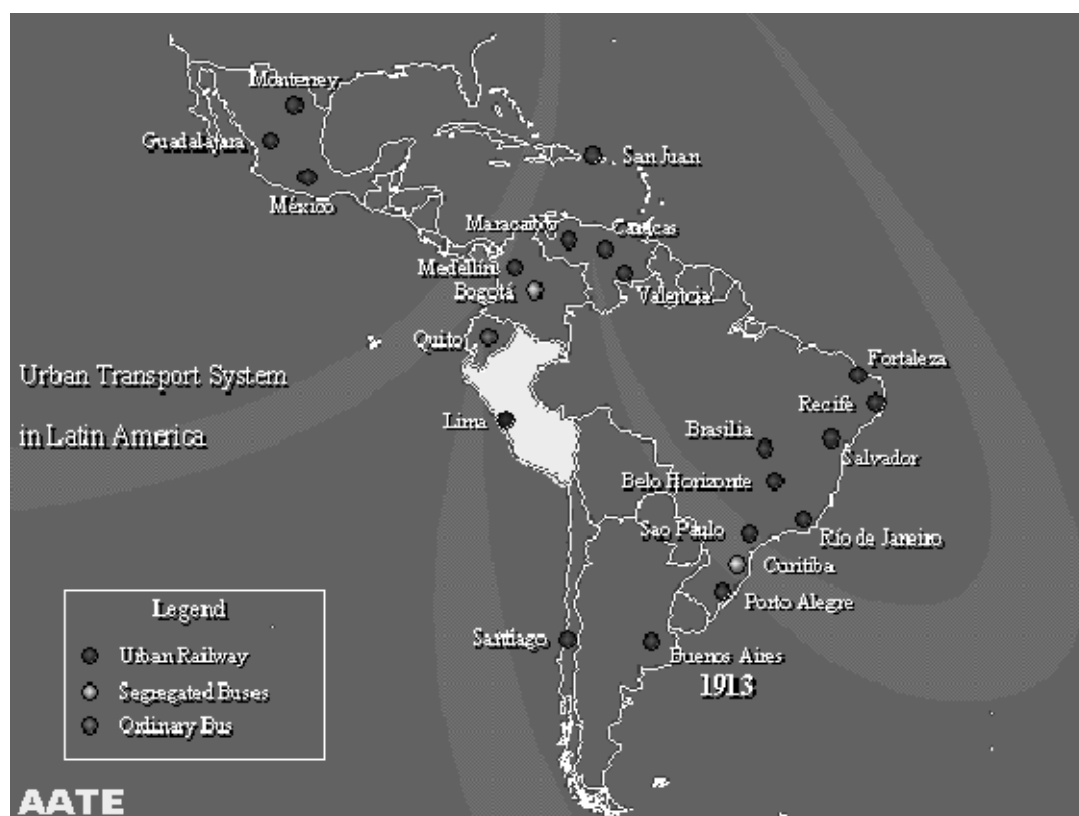 Monterrey
Guadalajara
San Juan
México
Maracaibo
Caracas
Medellín
Bogotá
Valencia
Quito
Fortaleza
Urban Transport System
Recife
Lima
Brasilia
in Latin America
Salvador
Belo Horizonte
Sao Paulo
Río de Janeiro
Curitiba
Porto Alegre
Legend
Santiago
Urban Railway
Buenos Aires
1913
Segregated Buses
Ordinary Bus
AATE